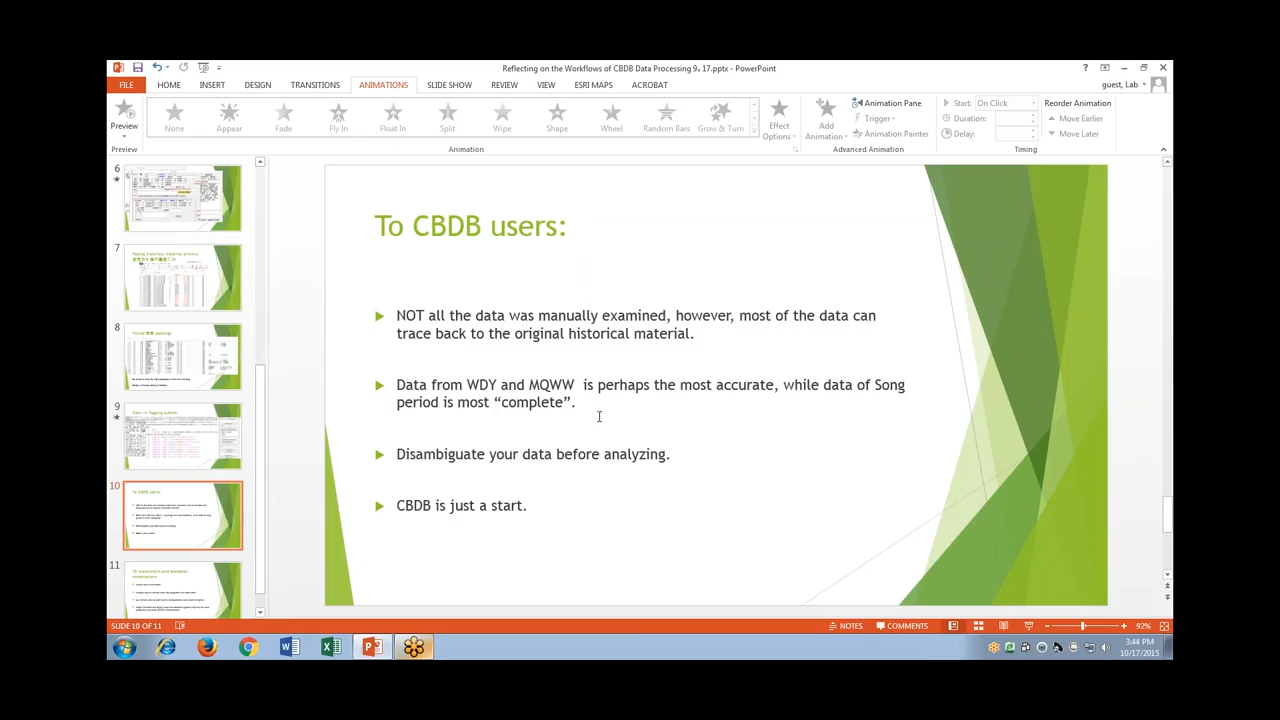 Reflecting on the Workflows of CBDB Data Processing 9.17.pptx - PowerPoint
FILE HOME INSERT DESIGN TRANSITIONS ANIMATIONS SLIDE SHOW REVIEW VIEW ESRI MAPS ACROBAT guest, Lab
Preview None Appear Fade Fly In Float In Split Wipe Shape Wheel Random Bars Grow & Turn Effect Options Add Animation
Animation Pane Start: On Click Reorder Animation
Trigger Duration: Move Earlier
Animation Painter Delay: Move Later
Preview Animation Advanced Animation Timing
6
7
8
9
10
11
To CBDB users:
NOT all the data was manually examined, however, most of the data can
trace back to the original historical material.
Data from WDY and MQWW is perhaps the most accurate, while data of Song
period is most “complete”.
Disambiguate your data before analyzing.
CBDB is just a start.
SLIDE 10 OF 11 NOTES COMMENTS 92%
3:44 PM
10/17/2015